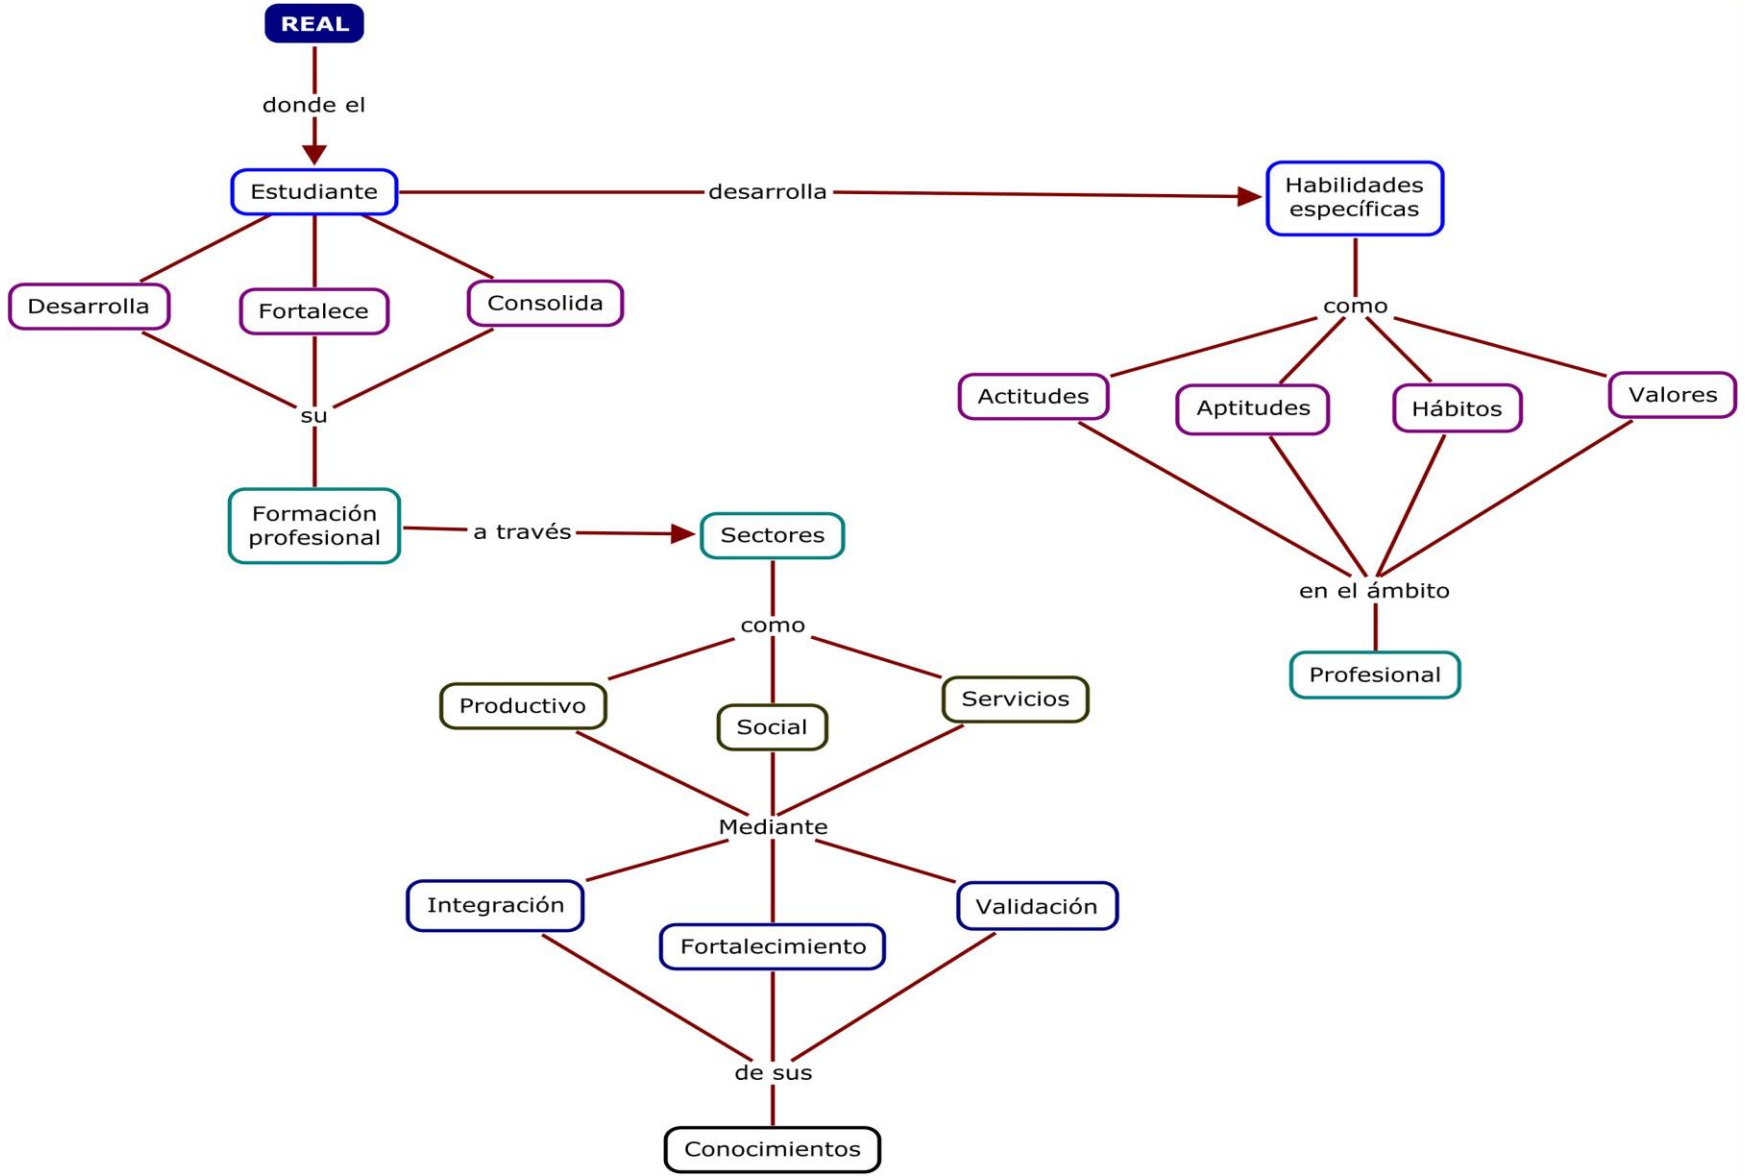 REAL
donde el
Estudiante
desarrolla
Habilidades
específicas
Desarrolla
Fortalece
Consolida
su
Formación
profesional
a través
Sectores
como
Productivo
Social
Servicios
Mediante
Integración
Fortalecimiento
Validación
de sus
Conocimientos
como
Actitudes
Aptitudes
Hábitos
Valores
en el ámbito
Profesional